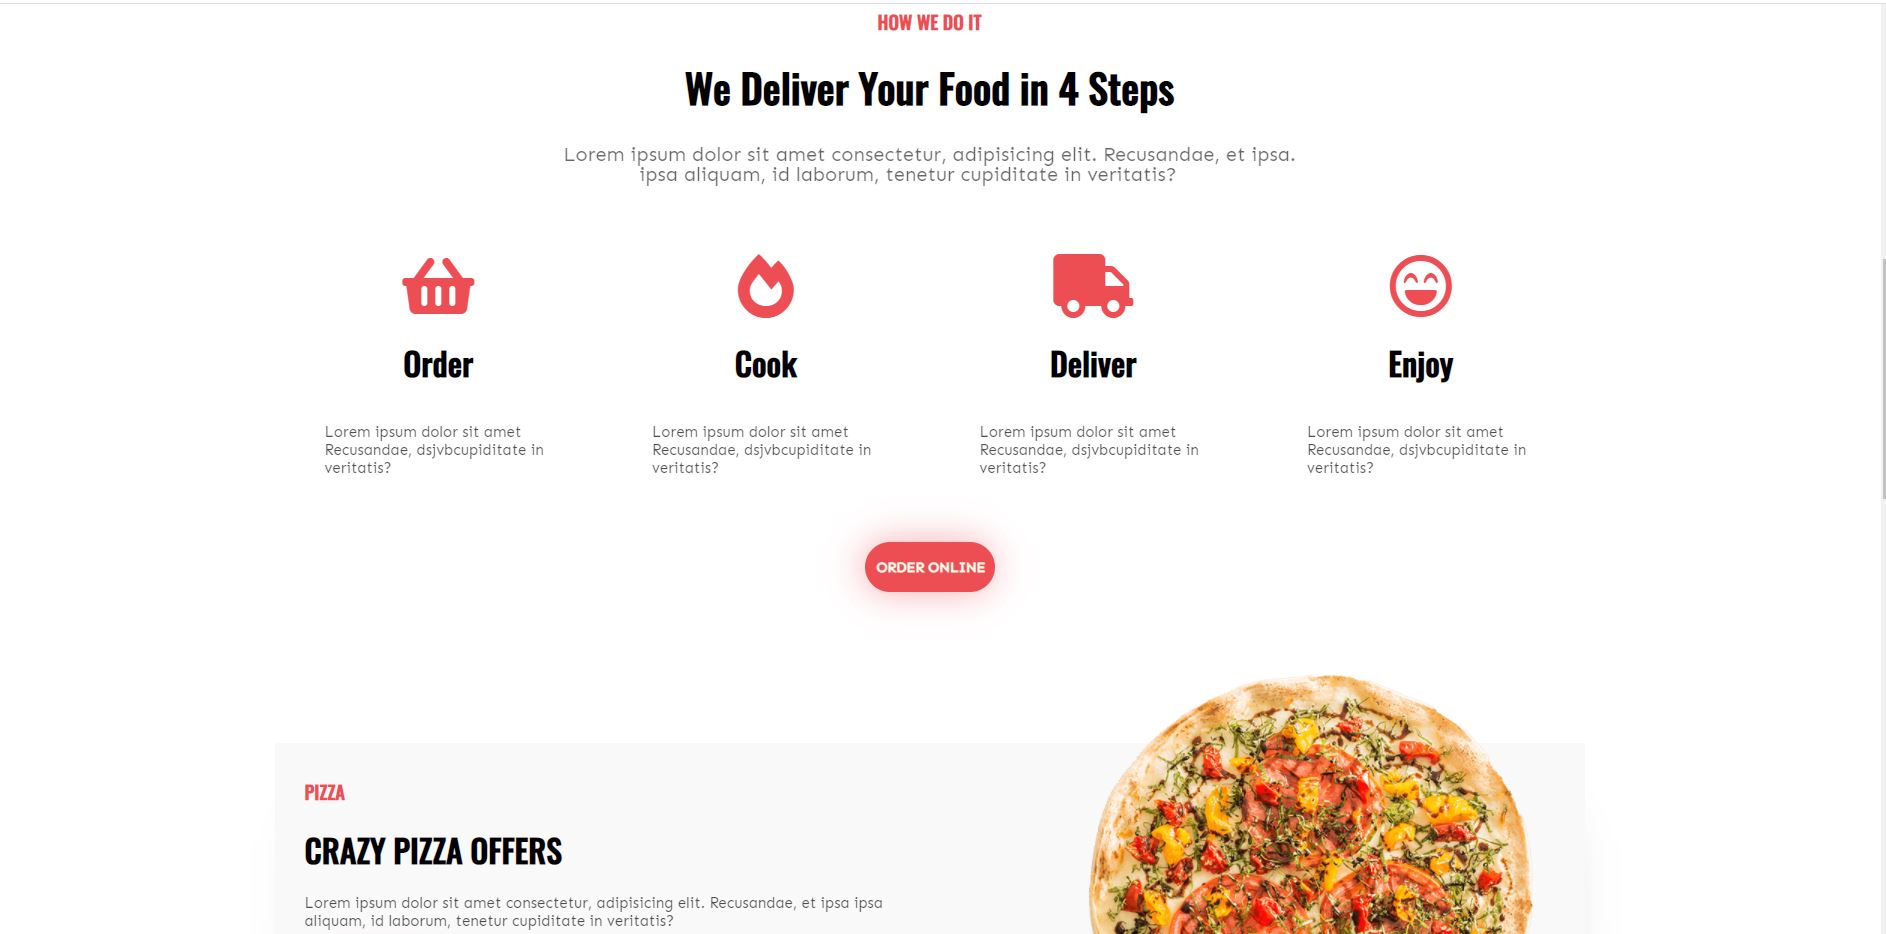 HOW WE DO IT
We Deliver Your Food in 4 Steps
Lorem ipsum dolor sit amet consectetur, adipisicing elit. Recusandae, et ipsa.
ipsa aliquam, id laborum, tenetur cupiditate in veritatis?
Order
Lorem ipsum dolor sit amet
Recusandae, dsjvbcupiditate in
veritatis?
Cook
Lorem ipsum dolor sit amet
Recusandae, dsjvbcupiditate in
veritatis?
Deliver
Lorem ipsum dolor sit amet
Recusandae, dsjvbcupiditate in
veritatis?
Enjoy
Lorem ipsum dolor sit amet
Recusandae, dsjvbcupiditate in
veritatis?
ORDER ONLINE
PIZZA
CRAZY PIZZA OFFERS
Lorem ipsum dolor sit amet consectetur, adipisicing elit. Recusandae, et ipsa ipsa
aliquam, id laborum, tenetur cupiditate in veritatis?